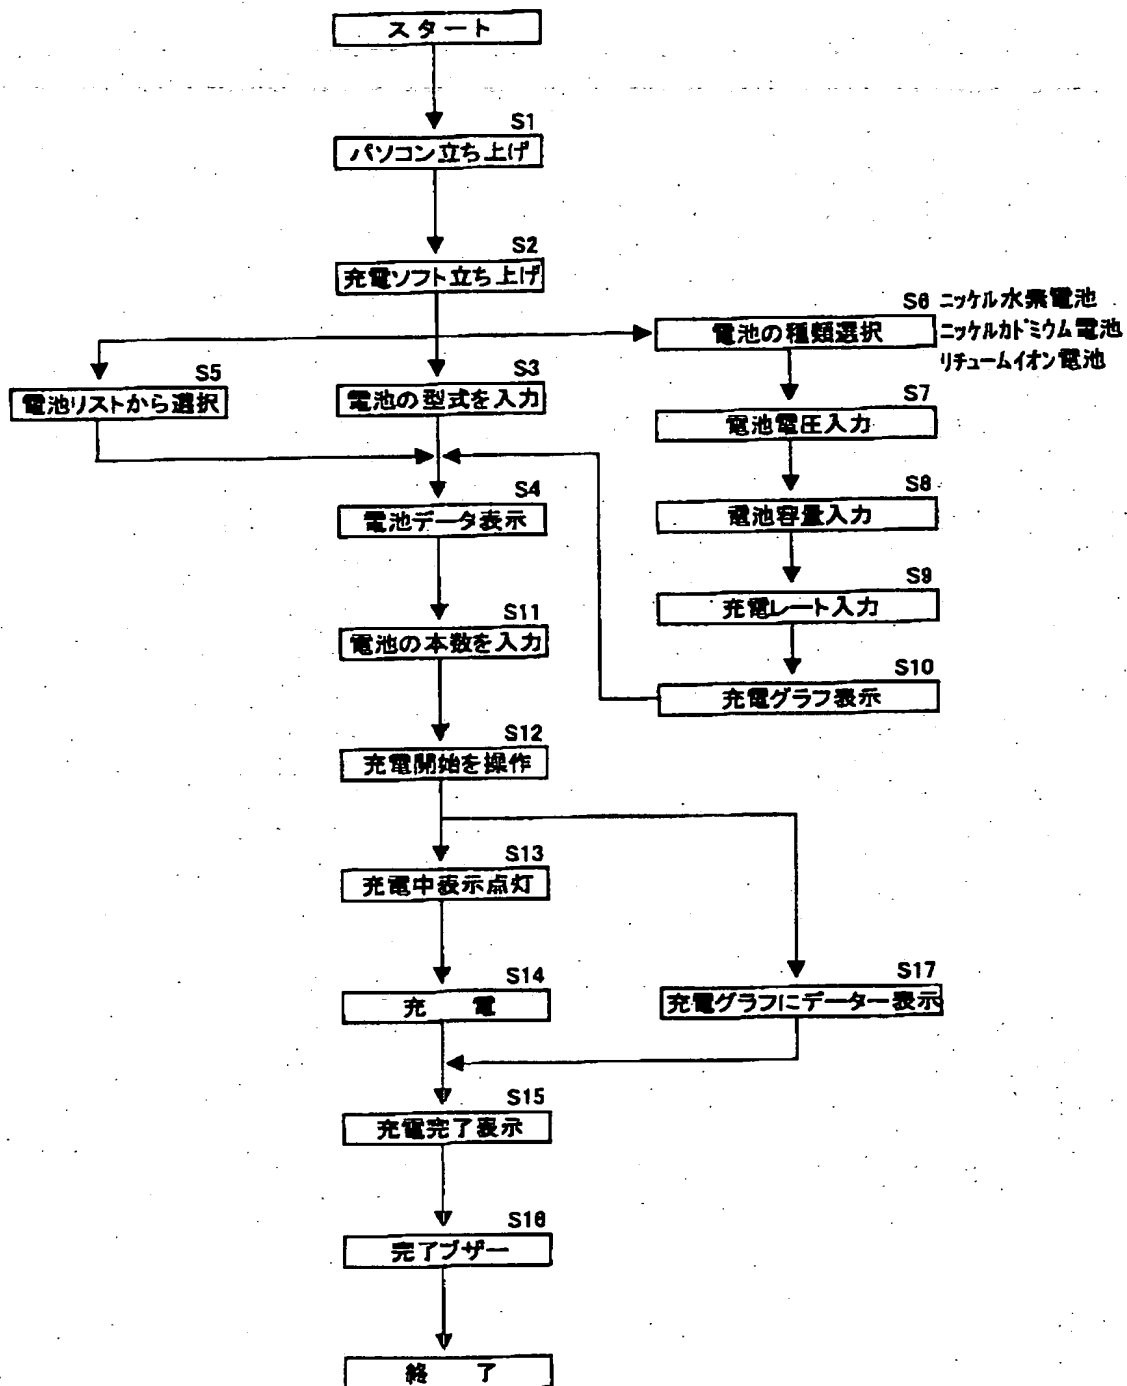 スタート
S1
パソコン立ち上げ
S2
充電ソフト立ち上げ
S6 ニッケル水素電池
電池の種類選択 ニッケルカドミウム電池
リチュームイオン電池
S5
電池リストから選択
S3
電池の型式を入力
S7
電池電圧入力
S4
電池データ表示
S8
電池容量入力
S9
充電レート入力
S11
電池の本数を入力
S10
充電グラフ表示
S12
充電開始を操作
S13
充電中表示点灯
S14
充 電
S17
充電グラフにデーター表示
S15
充電完了表示
S16
完了ブザー
終 了